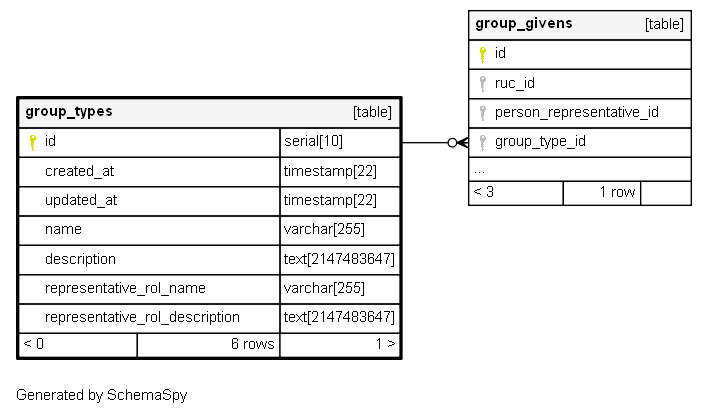 group_givens [table]
id
ruc_id
person_representative_id
group_type_id
...
< 3 1 row
group_types [table]
id serial[10]
created_at timestamp[22]
updated_at timestamp[22]
name varchar[255]
description text[2147483647]
representative_rol_name varchar[255]
representative_rol_description text[2147483647]
< 0 6 rows 1 >
Generated by SchemaSpy